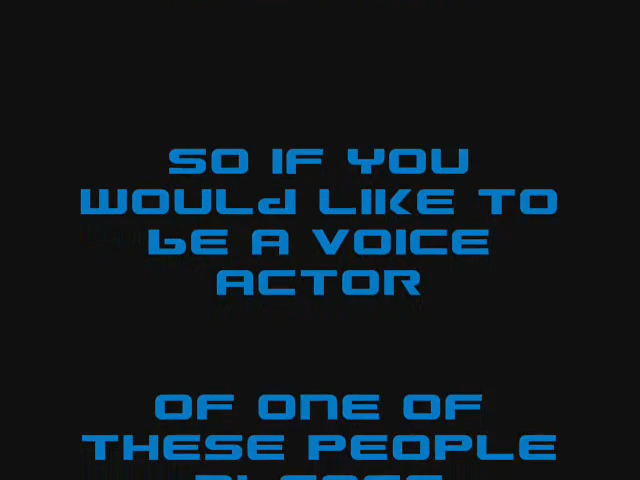 SO IF YOU
WOULd LIKE TO
bE A VOICE
ACTOR
OF ONE OF
THESE PEOPLE